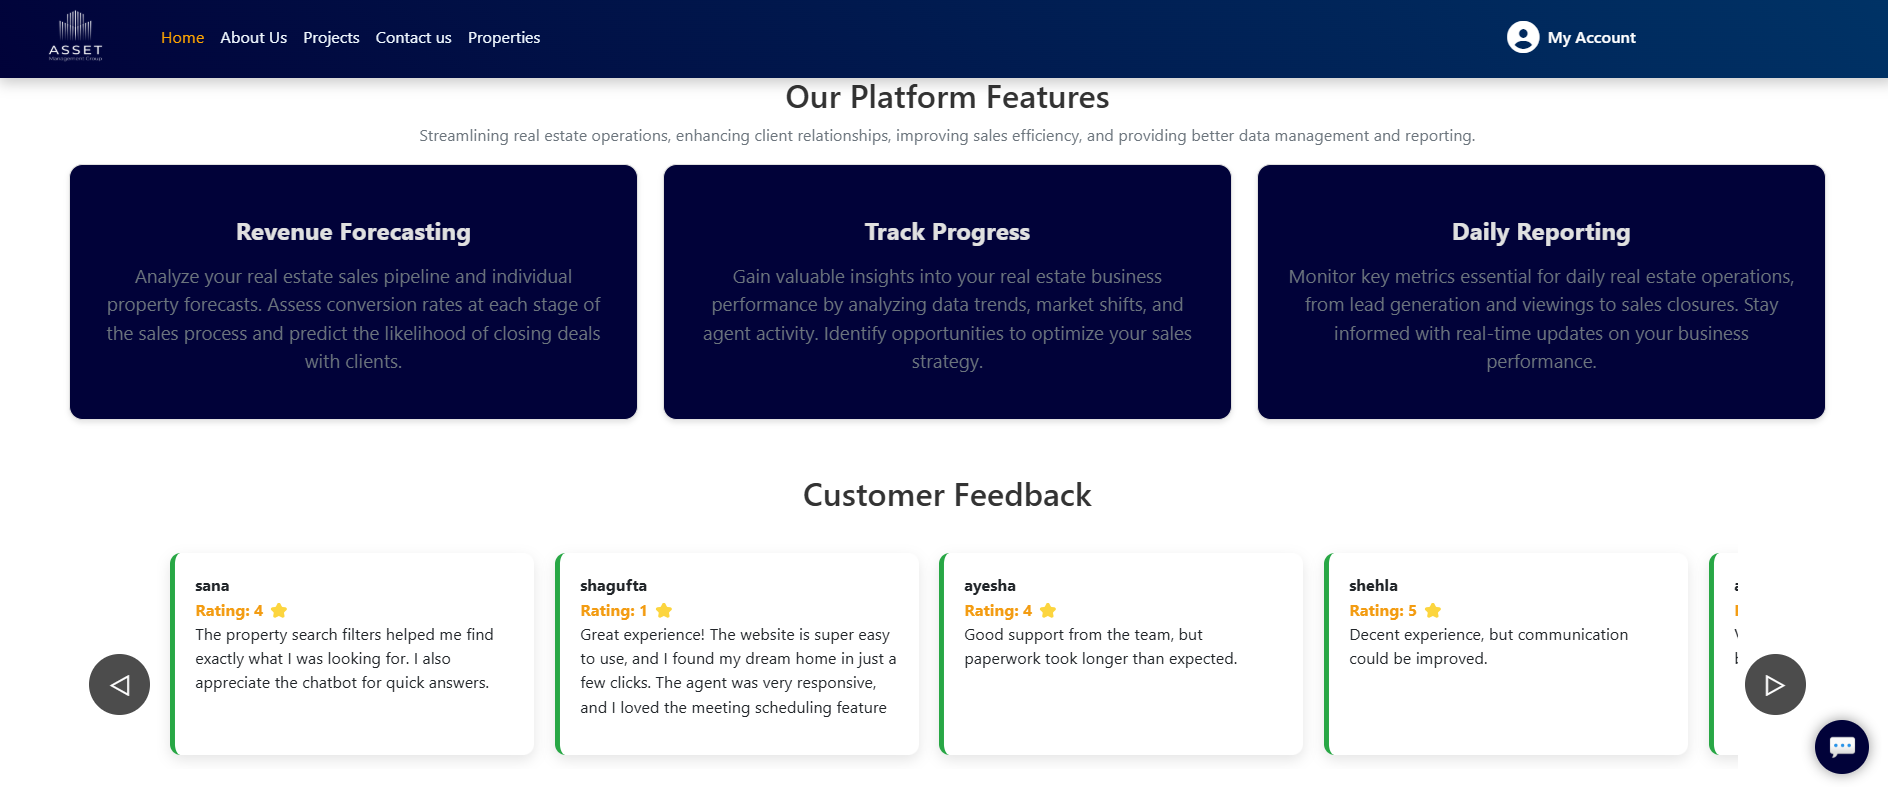 ASSET
Management Group
Home
About Us
Projects
Contact us
Properties
My Account
Our Platform Features
Streamlining real estate operations, enhancing client relationships, improving sales efficiency, and providing better data management and reporting.
Revenue Forecasting
Analyze your real estate sales pipeline and individual
property forecasts. Assess conversion rates at each stage of
the sales process and predict the likelihood of closing deals
with clients.
Track Progress
Gain valuable insights into your real estate business
performance by analyzing data trends, market shifts, and
agent activity. Identify opportunities to optimize your sales
strategy.
Daily Reporting
Monitor key metrics essential for daily real estate operations,
from lead generation and viewings to sales closures. Stay
informed with real-time updates on your business
performance.
Customer Feedback
sana
Rating: 4
The property search filters helped me find
exactly what I was looking for. I also
appreciate the chatbot for quick answers.
shagufta
Rating: 1
Great experience! The website is super easy
to use, and I found my dream home in just a
few clicks. The agent was very responsive,
and I loved the meeting scheduling feature
ayesha
Rating: 4
Good support from the team, but
paperwork took longer than expected.
shehla
Rating: 5
Decent experience, but communication
could be improved.